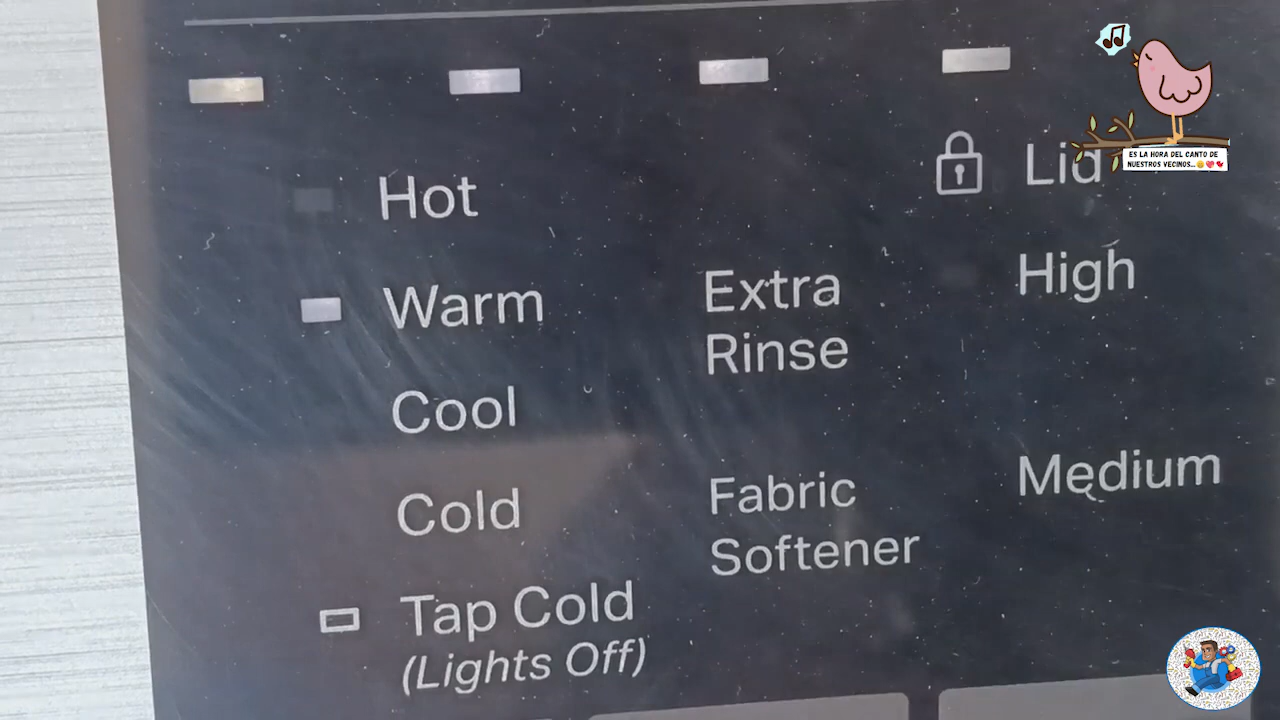 Hot
Warm
Cool
Cold
Tap Cold
(Lights Off)
Extra
Rinse
Fabric
Softener
Lid
High
Medium
ES LA HORA DEL CANTO DE
NUESTROS VECINOS...